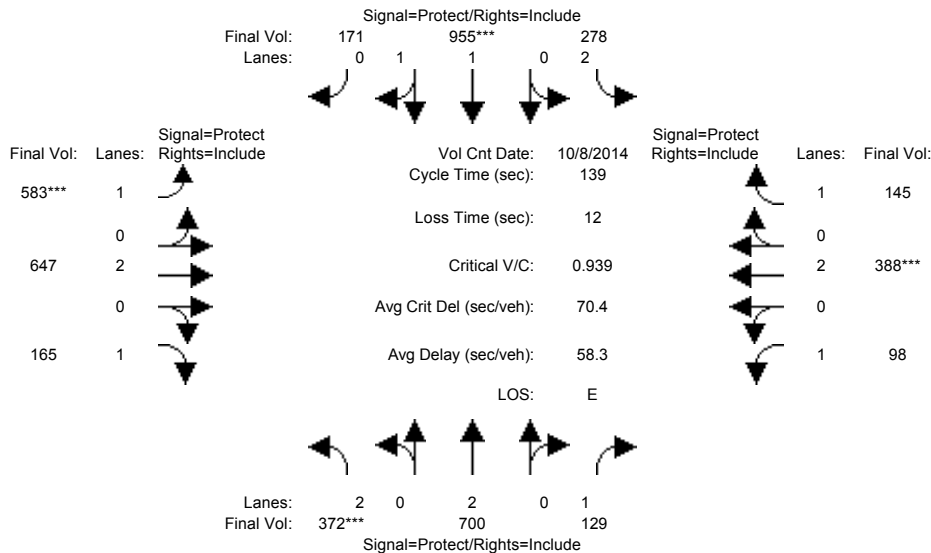 Signal=Protect/Rights=Include
Final Vol: 171 955*** 278
Lanes: 0 1 1 0 2
Signal=Protect Signal=Protect
Final Vol: Lanes: Rights=Include Vol Cnt Date: 10/8/2014 Rights=Include Lanes: Final Vol:
Cycle Time (sec): 139
583*** 1 1 145
Loss Time (sec): 12
0 0
647 2 Critical V/C: 0.939 2 388***
0 Avg Crit Del (sec/veh): 70.4 0
165 1 Avg Delay (sec/veh): 58.3 1 98
LOS: E
Lanes: 2 0 2 0 1
Final Vol: 372*** 700 129
Signal=Protect/Rights=Include